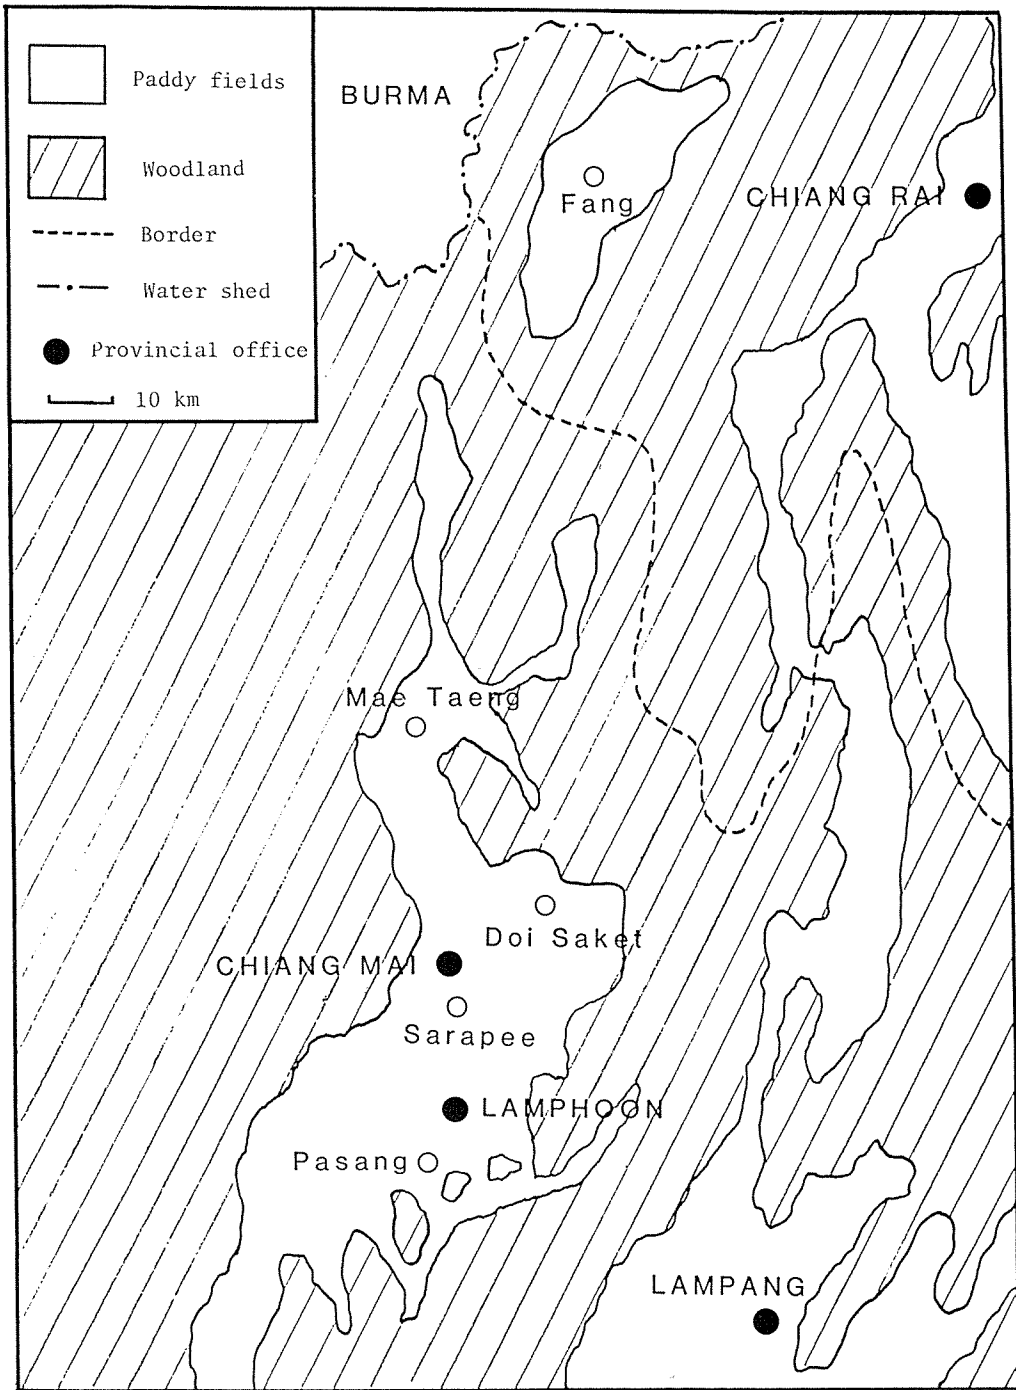 Paddy fields
Woodland
Border
Water shed
Provincial office
10 km
BURMA
Fang
CHIANG RAI
Mae Taeng
Doi Saket
CHIANG MAI
Sarapee
LAMPHOON
Pasang
LAMPANG